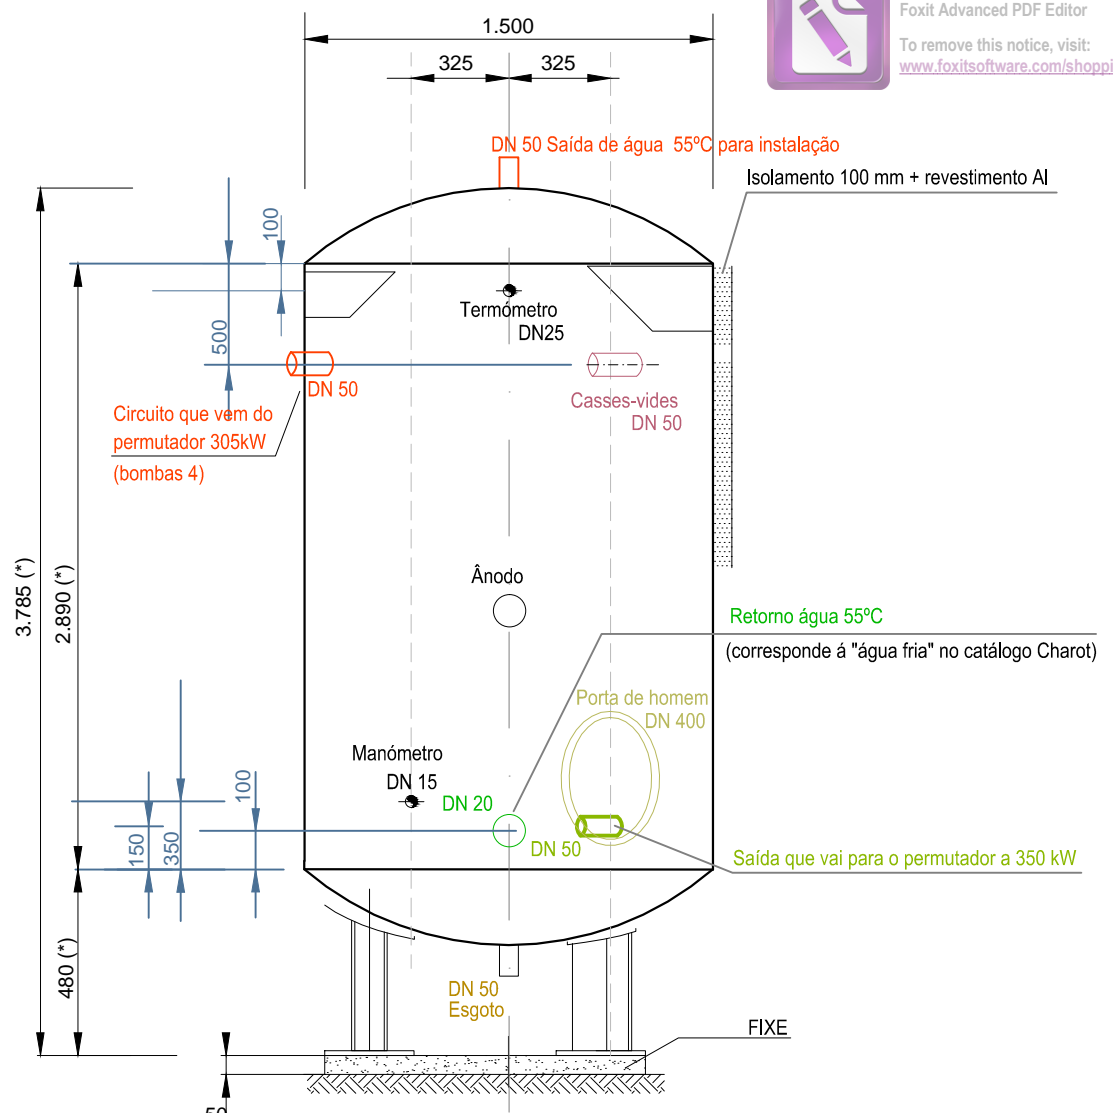 Foxit Advanced PDF Editor
To remove this notice, visit:
www.foxitsoftware.com/shoppi
1.500
325
325
DN 50 Saída de água 55ºC para instalação
Isolamento 100 mm + revestimento Al
100
500
Termómetro
DN25
DN 50
Casses-vides
DN 50
Circuito que vem do
permutador 305kW
(bombas 4)
3.785 (*)
2.890 (*)
Ânodo
Retorno água 55ºC
(corresponde á "água fria" no catálogo Charot)
Porta de homem
DN 400
Manómetro
DN 15
DN 20
100
150
350
DN 50
Saída que vai para o permutador a 350 kW
480 (*)
DN 50
Esgoto
FIXE
50